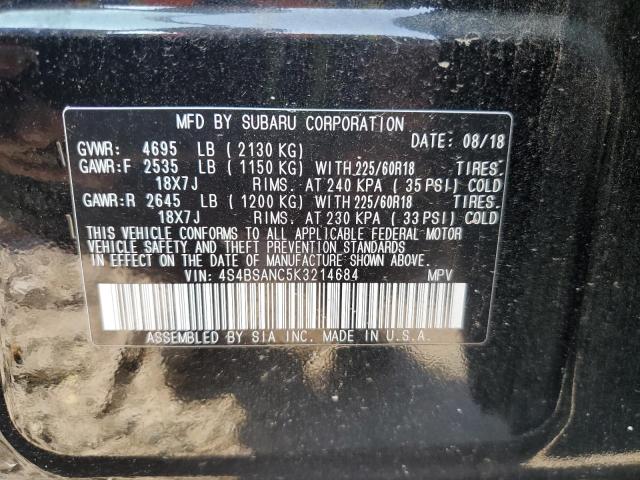 MFD BY SUBARU CORPORATION
GVWR: 4695 LB (2130 KG) DATE: 08/18
GAWR:F 2535 LB (1150 KG) WITH 225/60R18 TIRES.
18X7J RIMS. AT 240 KPA (35 PSI) COLD
GAWR:R 2645 LB (1200 KG) WITH 225/60R18 TIRES.
18X7J RIMS. AT 230 KPA (33 PSI) COLD
THIS VEHICLE CONFORMS TO ALL APPLICABLE FEDERAL MOTOR
VEHICLE SAFETY AND THEFT PREVENTION STANDARDS
IN EFFECT ON THE DATE OF MANUFACTURE SHOWN ABOVE.
VIN: 4S4BSANC5K3214684 MPV
ASSEMBLED BY SIA INC. MADE IN U.S.A.